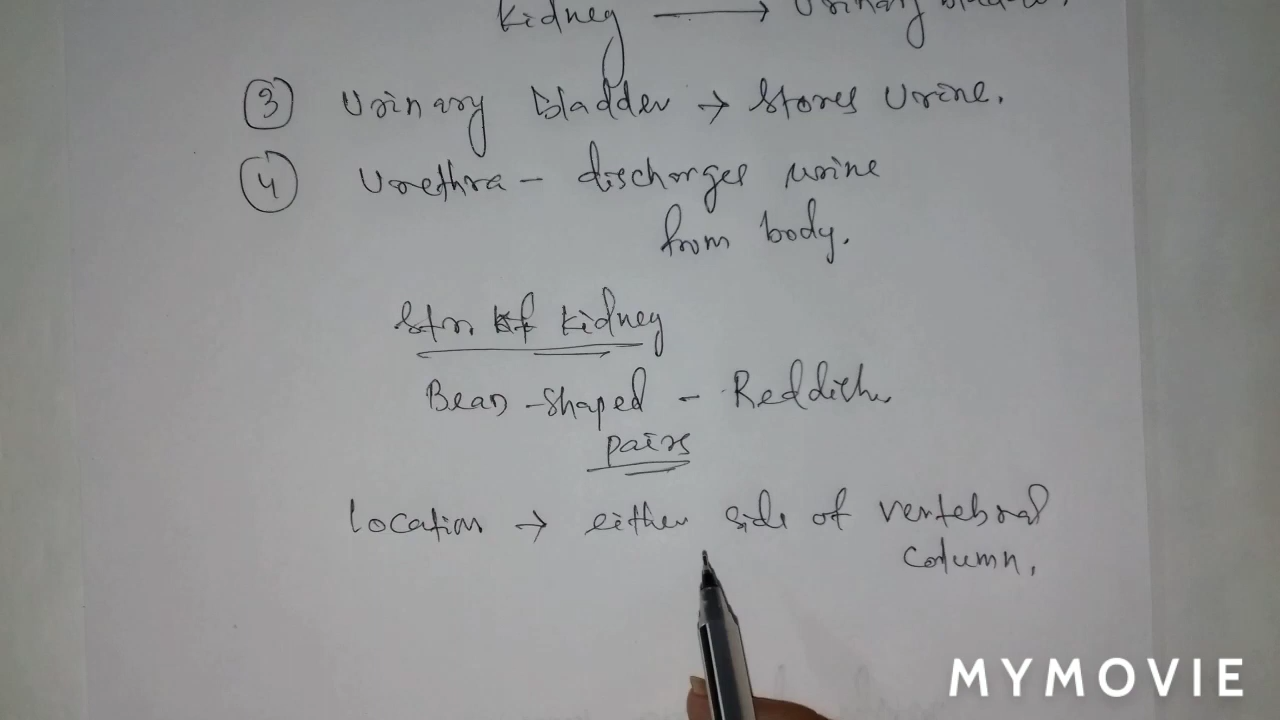 Kidney → Urinary bladder.
③ Urinary bladder → stores urine.
④ Urethra - discharges urine
from body.
Str. of Kidney
Bean-shaped - Reddish
pairs
location → either side of vertebral
column.
MYMOVIE